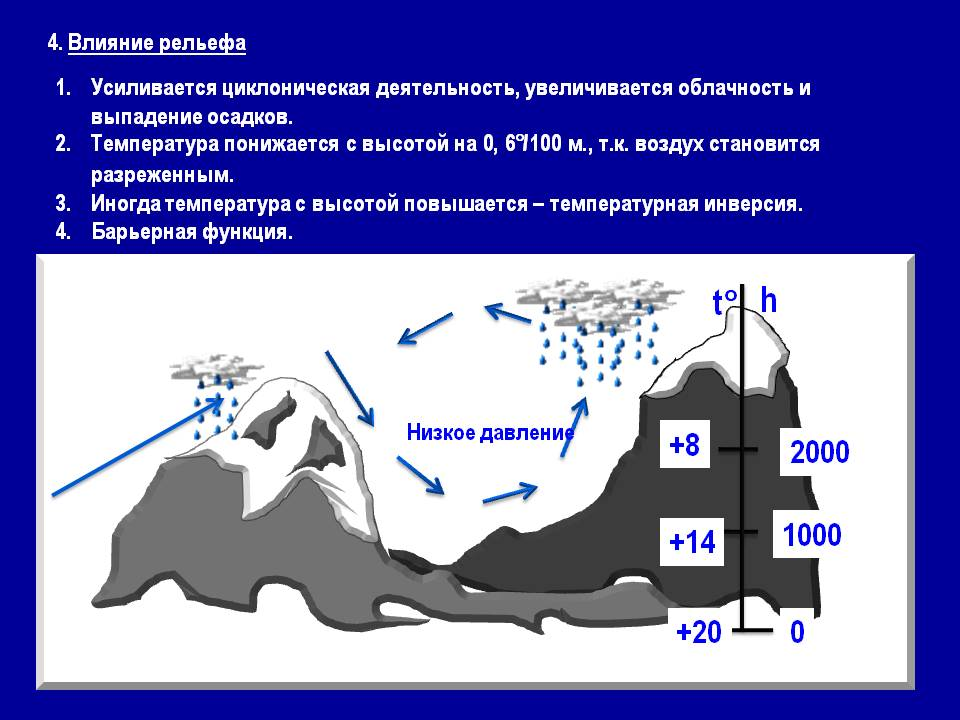 4. Влияние рельефа
1. Усиливается циклоническая деятельность, увеличивается облачность и
выпадение осадков.
2. Температура понижается с высотой на 0, 6°/100 м., т.к. воздух становится
разреженным.
3. Иногда температура с высотой повышается – температурная инверсия.
4. Барьерная функция.
t° h
Низкое давление
+8 2000
+14 1000
+20 0